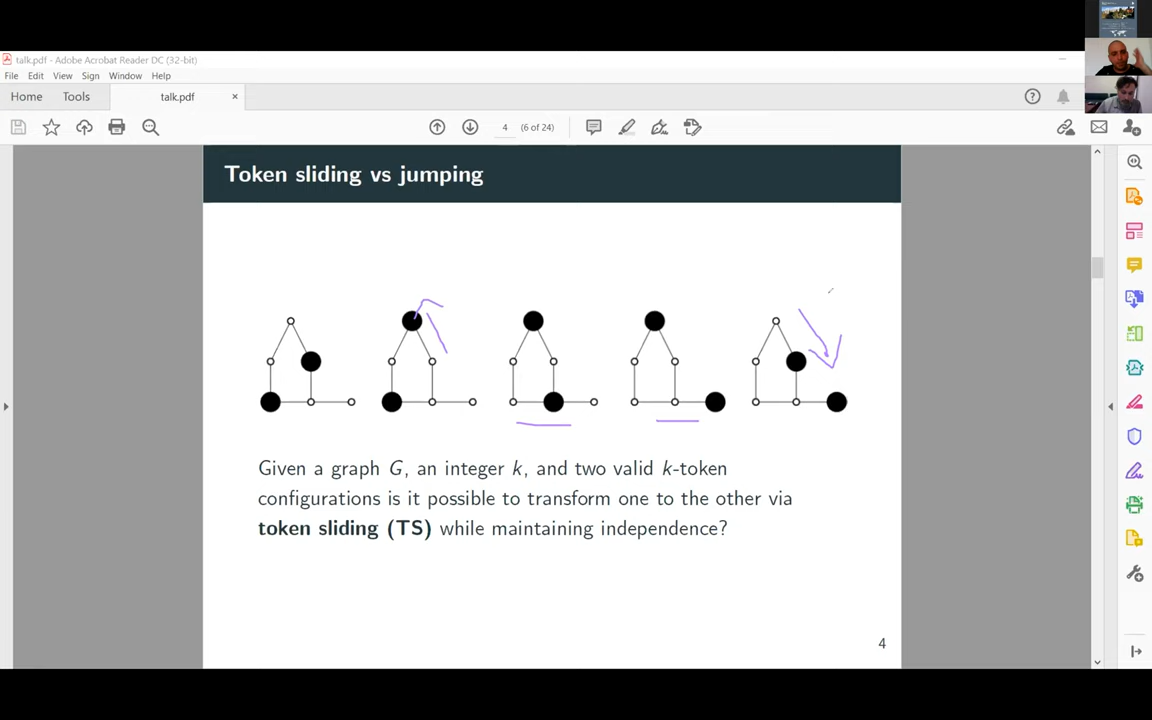 talk.pdf - Adobe Acrobat Reader DC (32-bit)
File Edit View Sign Window Help
Home Tools talk.pdf ×
4 (6 of 24)
Token sliding vs jumping
Given a graph G, an integer k, and two valid k-token
configurations is it possible to transform one to the other via
token sliding (TS) while maintaining independence?
4